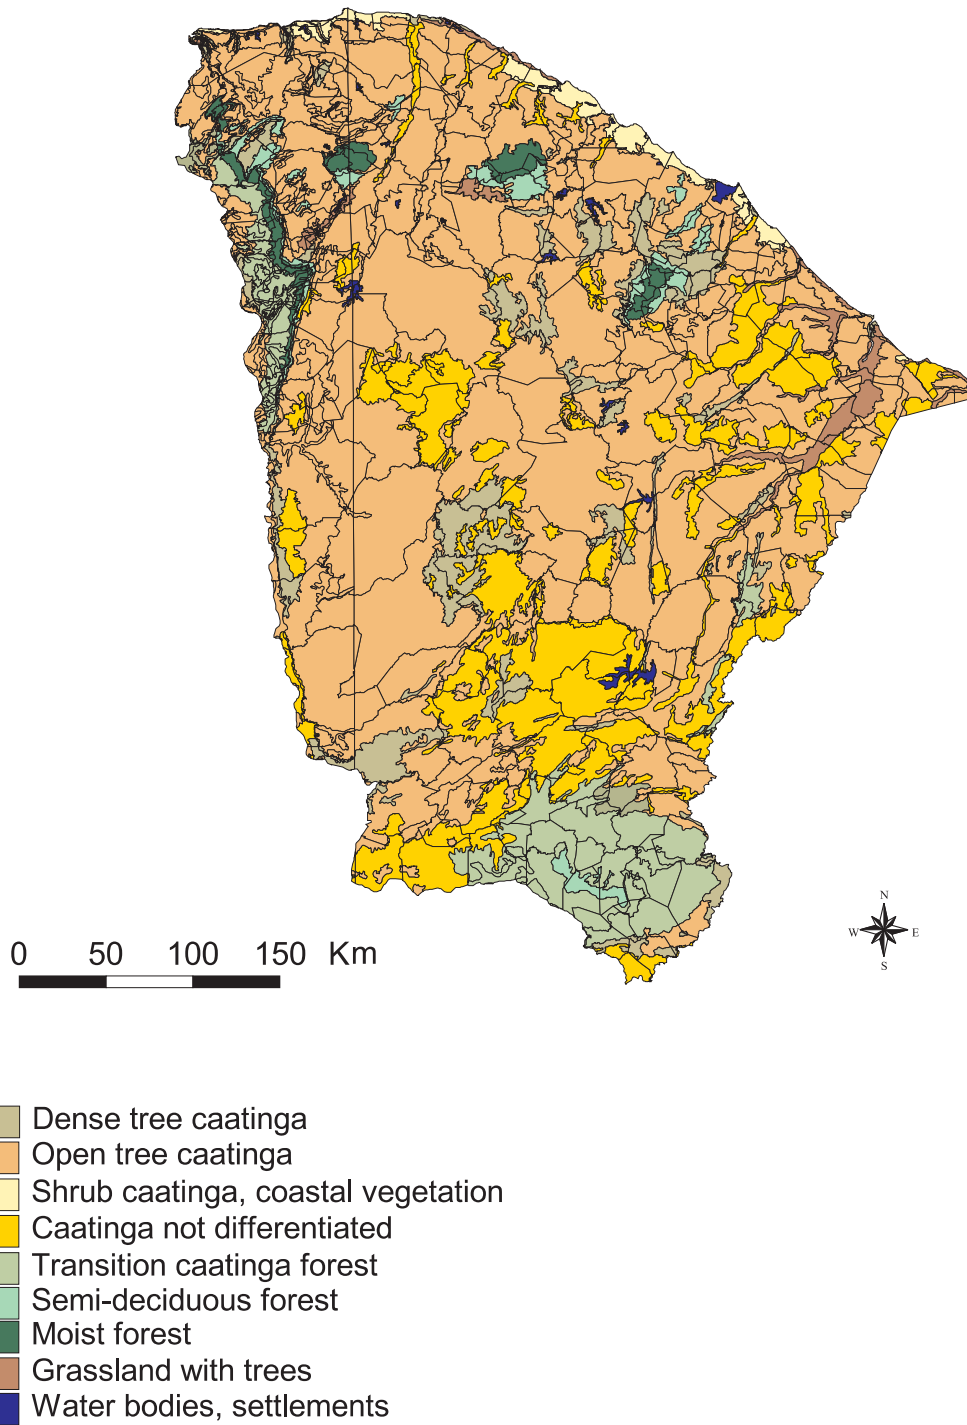 N
W E
S
0 50 100 150 Km
Dense tree caatinga
Open tree caatinga
Shrub caatinga, coastal vegetation
Caatinga not differentiated
Transition caatinga forest
Semi-deciduous forest
Moist forest
Grassland with trees
Water bodies, settlements